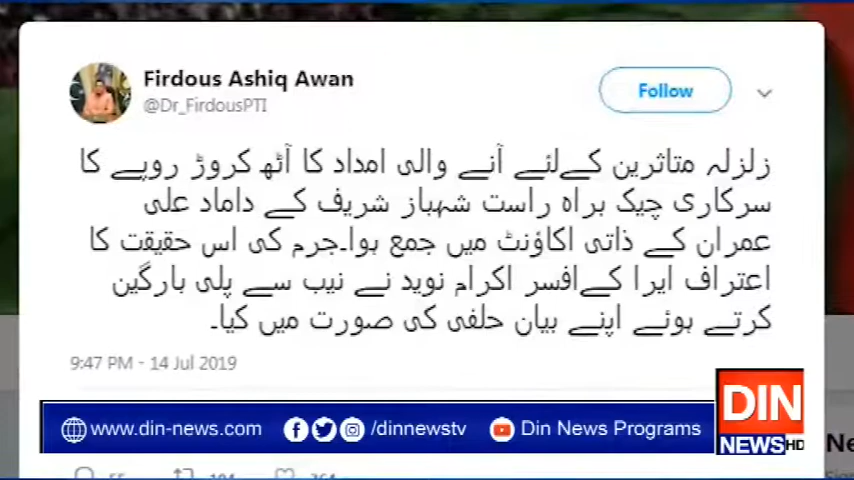 Firdous Ashiq Awan
@Dr_FirdousPTI
Follow
زلزلہ متاثرین کےلئے آنے والی امداد کا آٹھ کروڑ روپے کا
سرکاری چیک براہ راست شہباز شریف کے داماد علی
عمران کے ذاتی اکاؤنٹ میں جمع ہوا۔جرم کی اس حقیقت کا
اعتراف ایرا کےافسر اکرام نوید نے نیب سے پلی بارگین
کرتے ہوئے اپنے بیان حلفی کی صورت میں کیا۔
9:47 PM - 14 Jul 2019
DIN
NEWS HD
www.din-news.com /dinnewstv Din News Programs
Ne